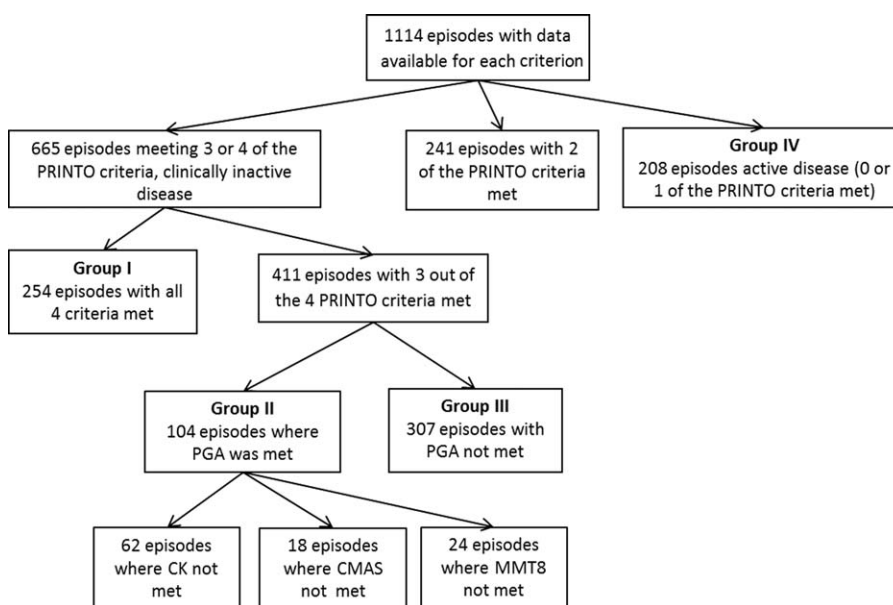 1114 episodes with data
available for each criterion
665 episodes meeting 3 or 4 of the
PRINTO criteria, clinically inactive
disease
241 episodes with 2
of the PRINTO criteria
met
Group IV
208 episodes active disease (0 or
1 of the PRINTO criteria met)
Group I
254 episodes with all
4 criteria met
411 episodes with 3 out of
the 4 PRINTO criteria met
Group II
104 episodes where
PGA was met
Group III
307 episodes with
PGA not met
62 episodes
where CK not
met
18 episodes
where CMAS
not met
24 episodes
where MMT8
not met